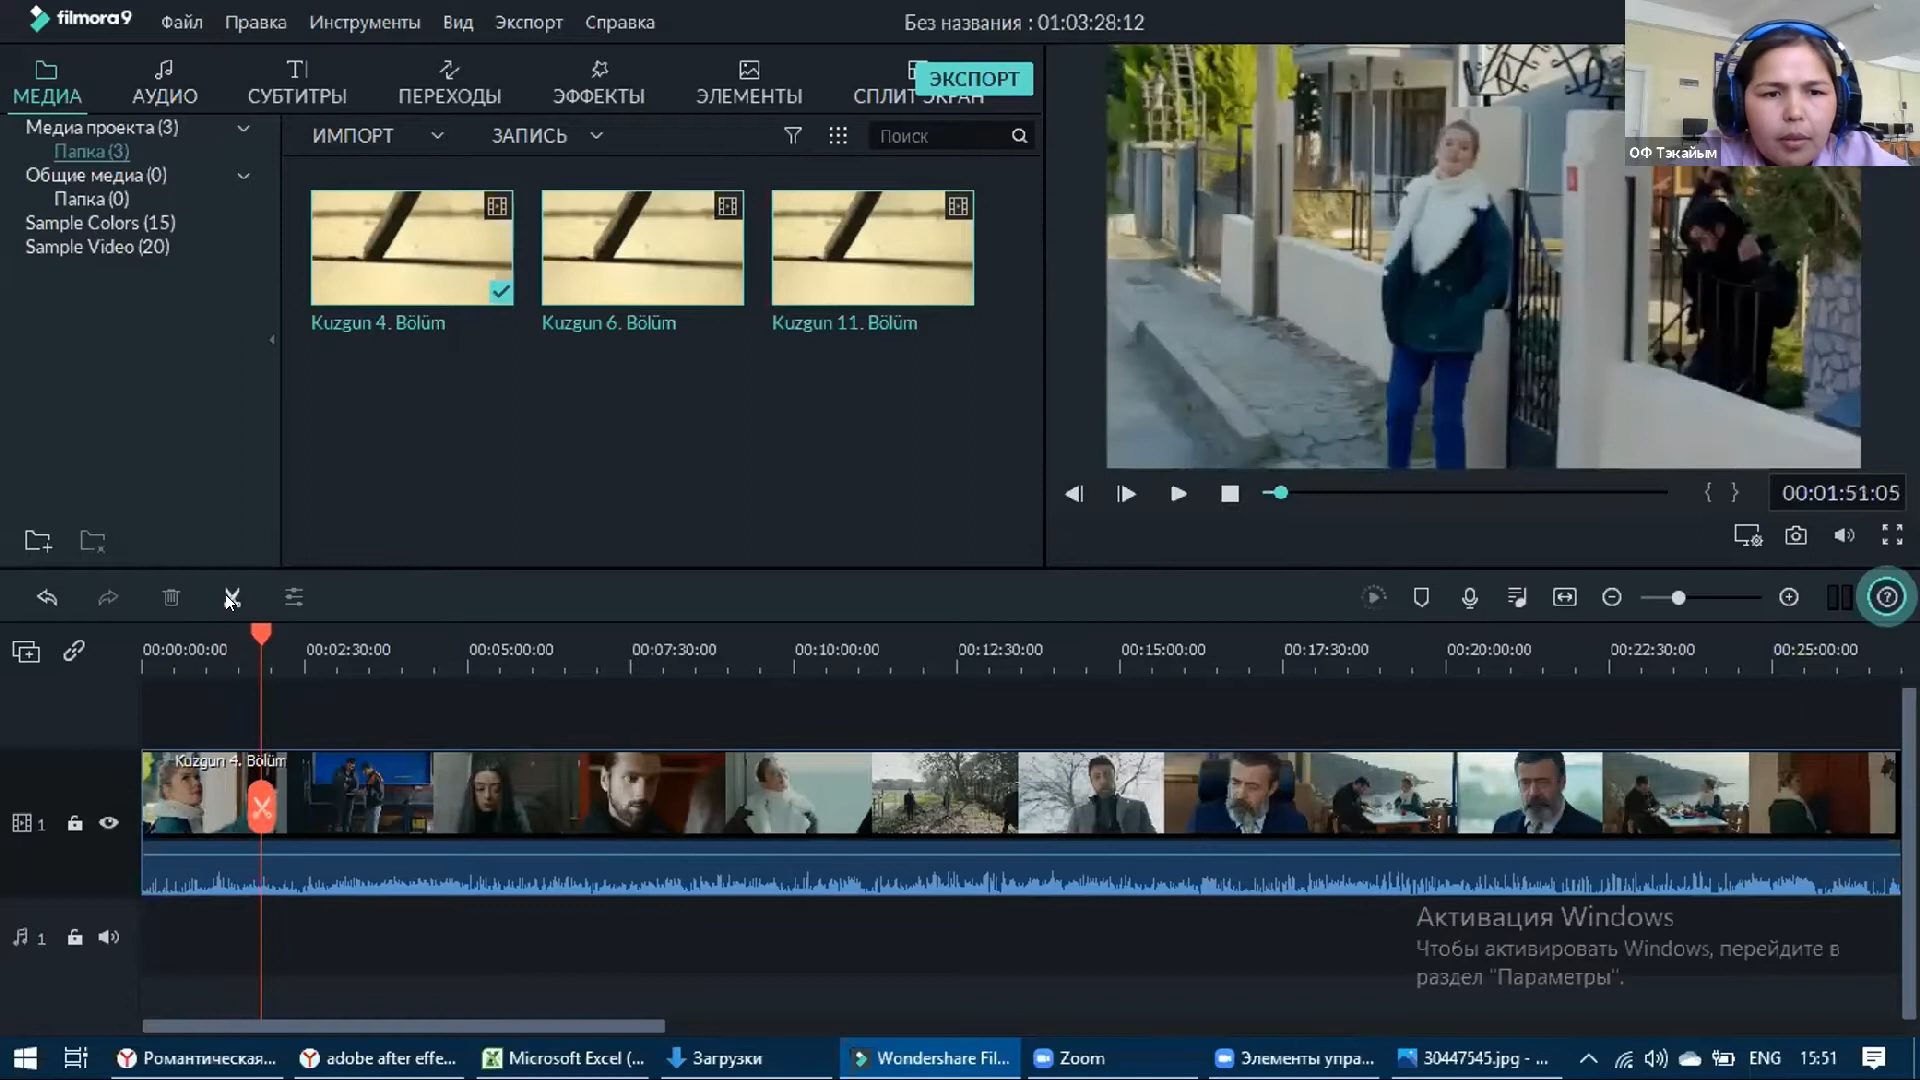 filmora9
Файл Правка Инструменты Вид Экспорт Справка
Без названия : 01:03:28:12
МЕДИА АУДИО СУБТИТРЫ ПЕРЕХОДЫ ЭФФЕКТЫ ЭЛЕМЕНТЫ СПЛИТ ЭКРАН
ЭКСПОРТ
ОФ Тэкайым
Медиа проекта (3)
Папка (3)
Общие медиа (0)
Папка (0)
Sample Colors (15)
Sample Video (20)
ИМПОРТ ЗАПИСЬ Поиск
Kuzgun 4. Bölüm Kuzgun 6. Bölüm Kuzgun 11. Bölüm
00:01:51:05
00:00:00:00 00:02:30:00 00:05:00:00 00:07:30:00 00:10:00:00 00:12:30:00 00:15:00:00 00:17:30:00 00:20:00:00 00:22:30:00 00:25:00:00
Kuzgun 4. Bölüm
1
1
Активация Windows
Чтобы активировать Windows, перейдите в
раздел "Параметры".
Романтическая... adobe after effe... Microsoft Excel (... Загрузки Wondershare Fil... Zoom Элементы упра... 30447545.jpg - ... ENG 15:51